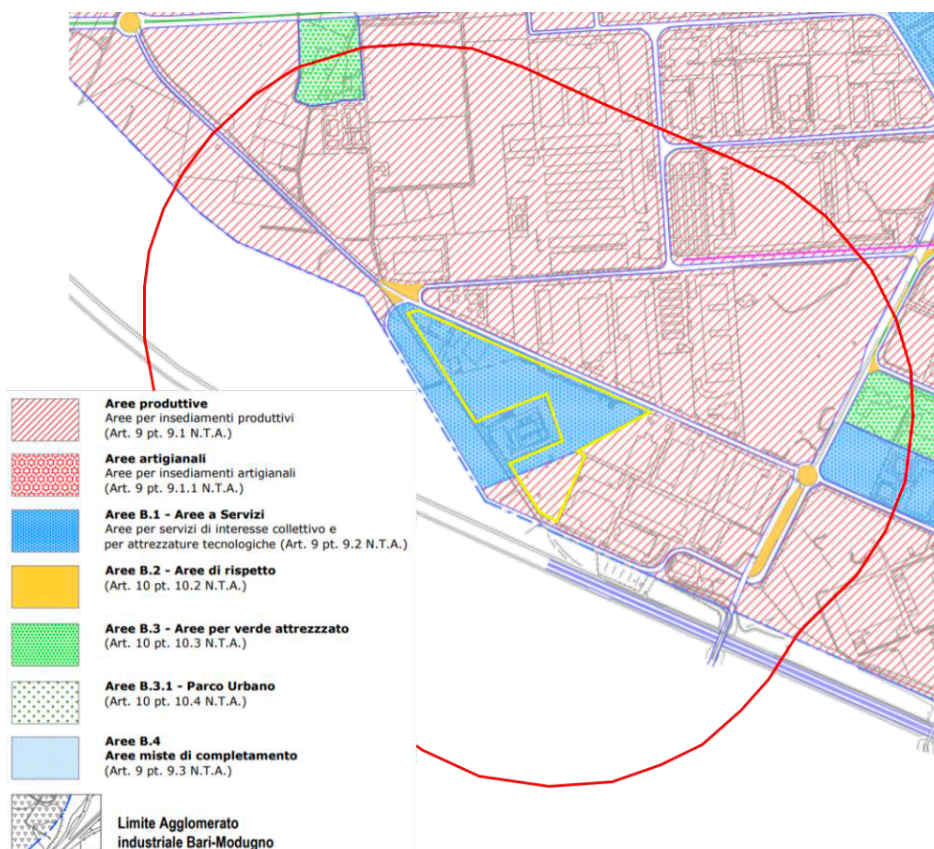 Aree produttive
Aree per insediamenti produttivi
(Art. 9 pt. 9.1 N.T.A.)
Aree artigianali
Aree per insediamenti artigianali
(Art. 9 pt. 9.1.1 N.T.A.)
Aree B.1 - Aree a Servizi
Aree per servizi di interesse collettivo e
per attrezzature tecnologiche (Art. 9 pt. 9.2 N.T.A.)
Aree B.2 - Aree di rispetto
(Art. 10 pt. 10.2 N.T.A.)
Aree B.3 - Aree per verde attrezzzato
(Art. 10 pt. 10.3 N.T.A.)
Aree B.3.1 - Parco Urbano
(Art. 10 pt. 10.4 N.T.A.)
Aree B.4
Aree miste di completamento
(Art. 9 pt. 9.3 N.T.A.)
Limite Agglomerato
industriale Bari-Modugno